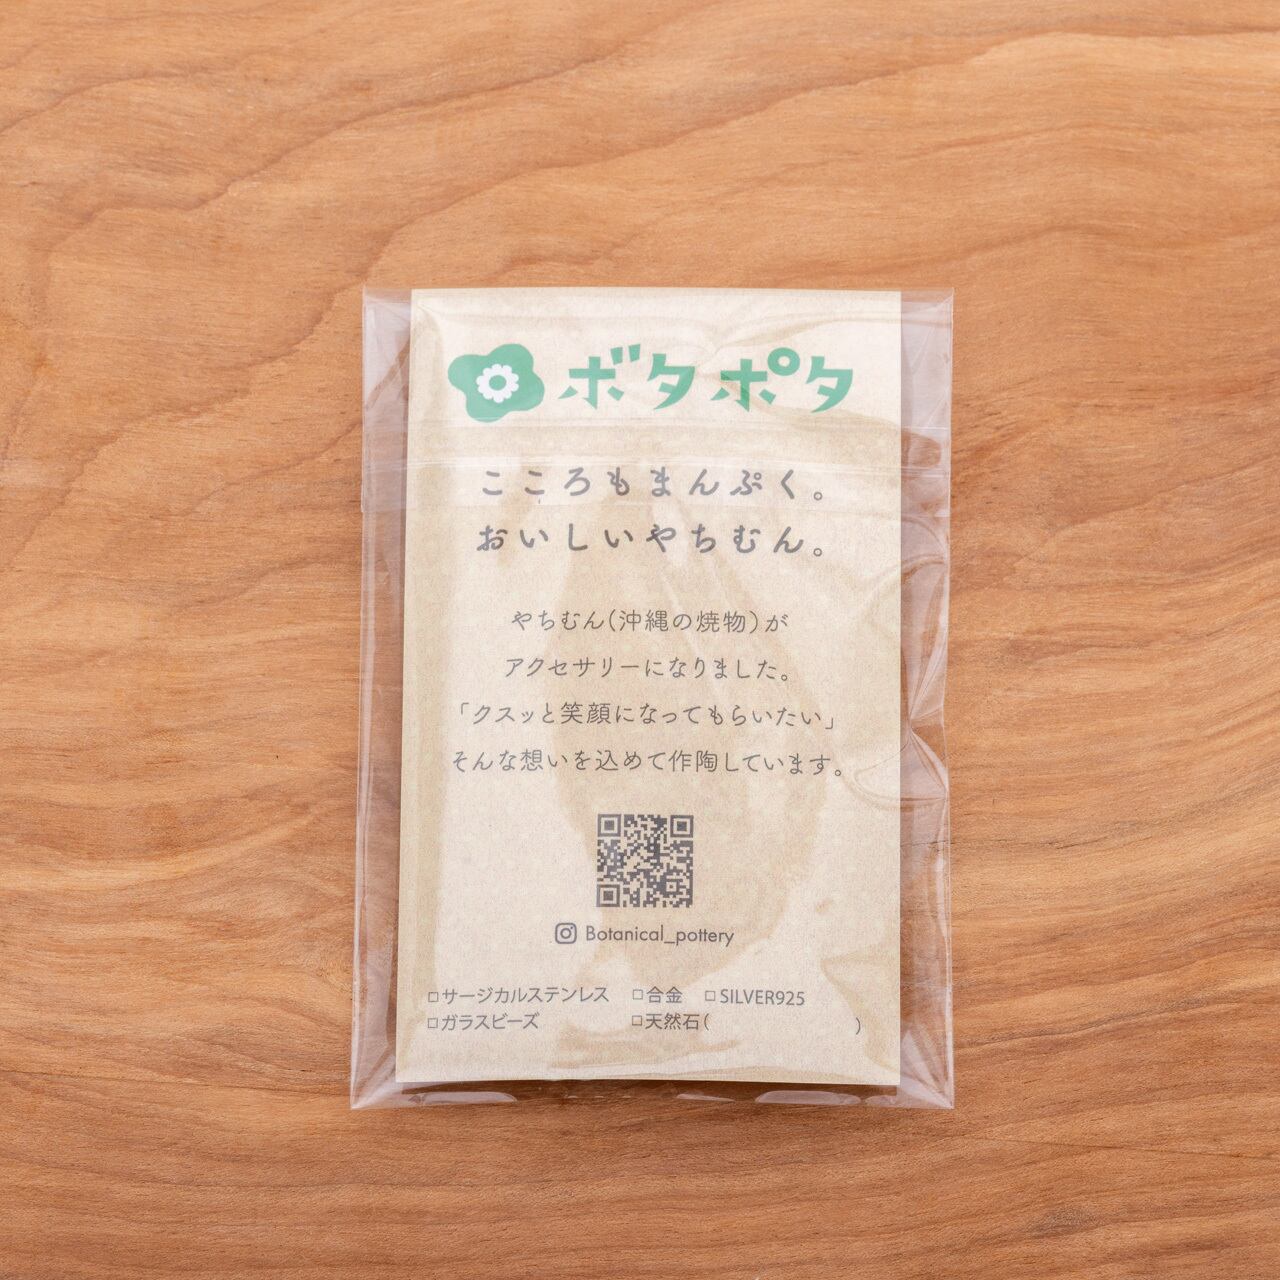 ボタポタ
こころもまんぷく。
おいしいやちむん。
やちむん(沖縄の焼物)が
アクセサリーになりました。
「クスッと笑顔になってもらいたい」
そんな想いを込めて作陶しています。
Botanical_pottery
□サージカルステンレス □合金 □SILVER925
□ガラスビーズ □天然石( )